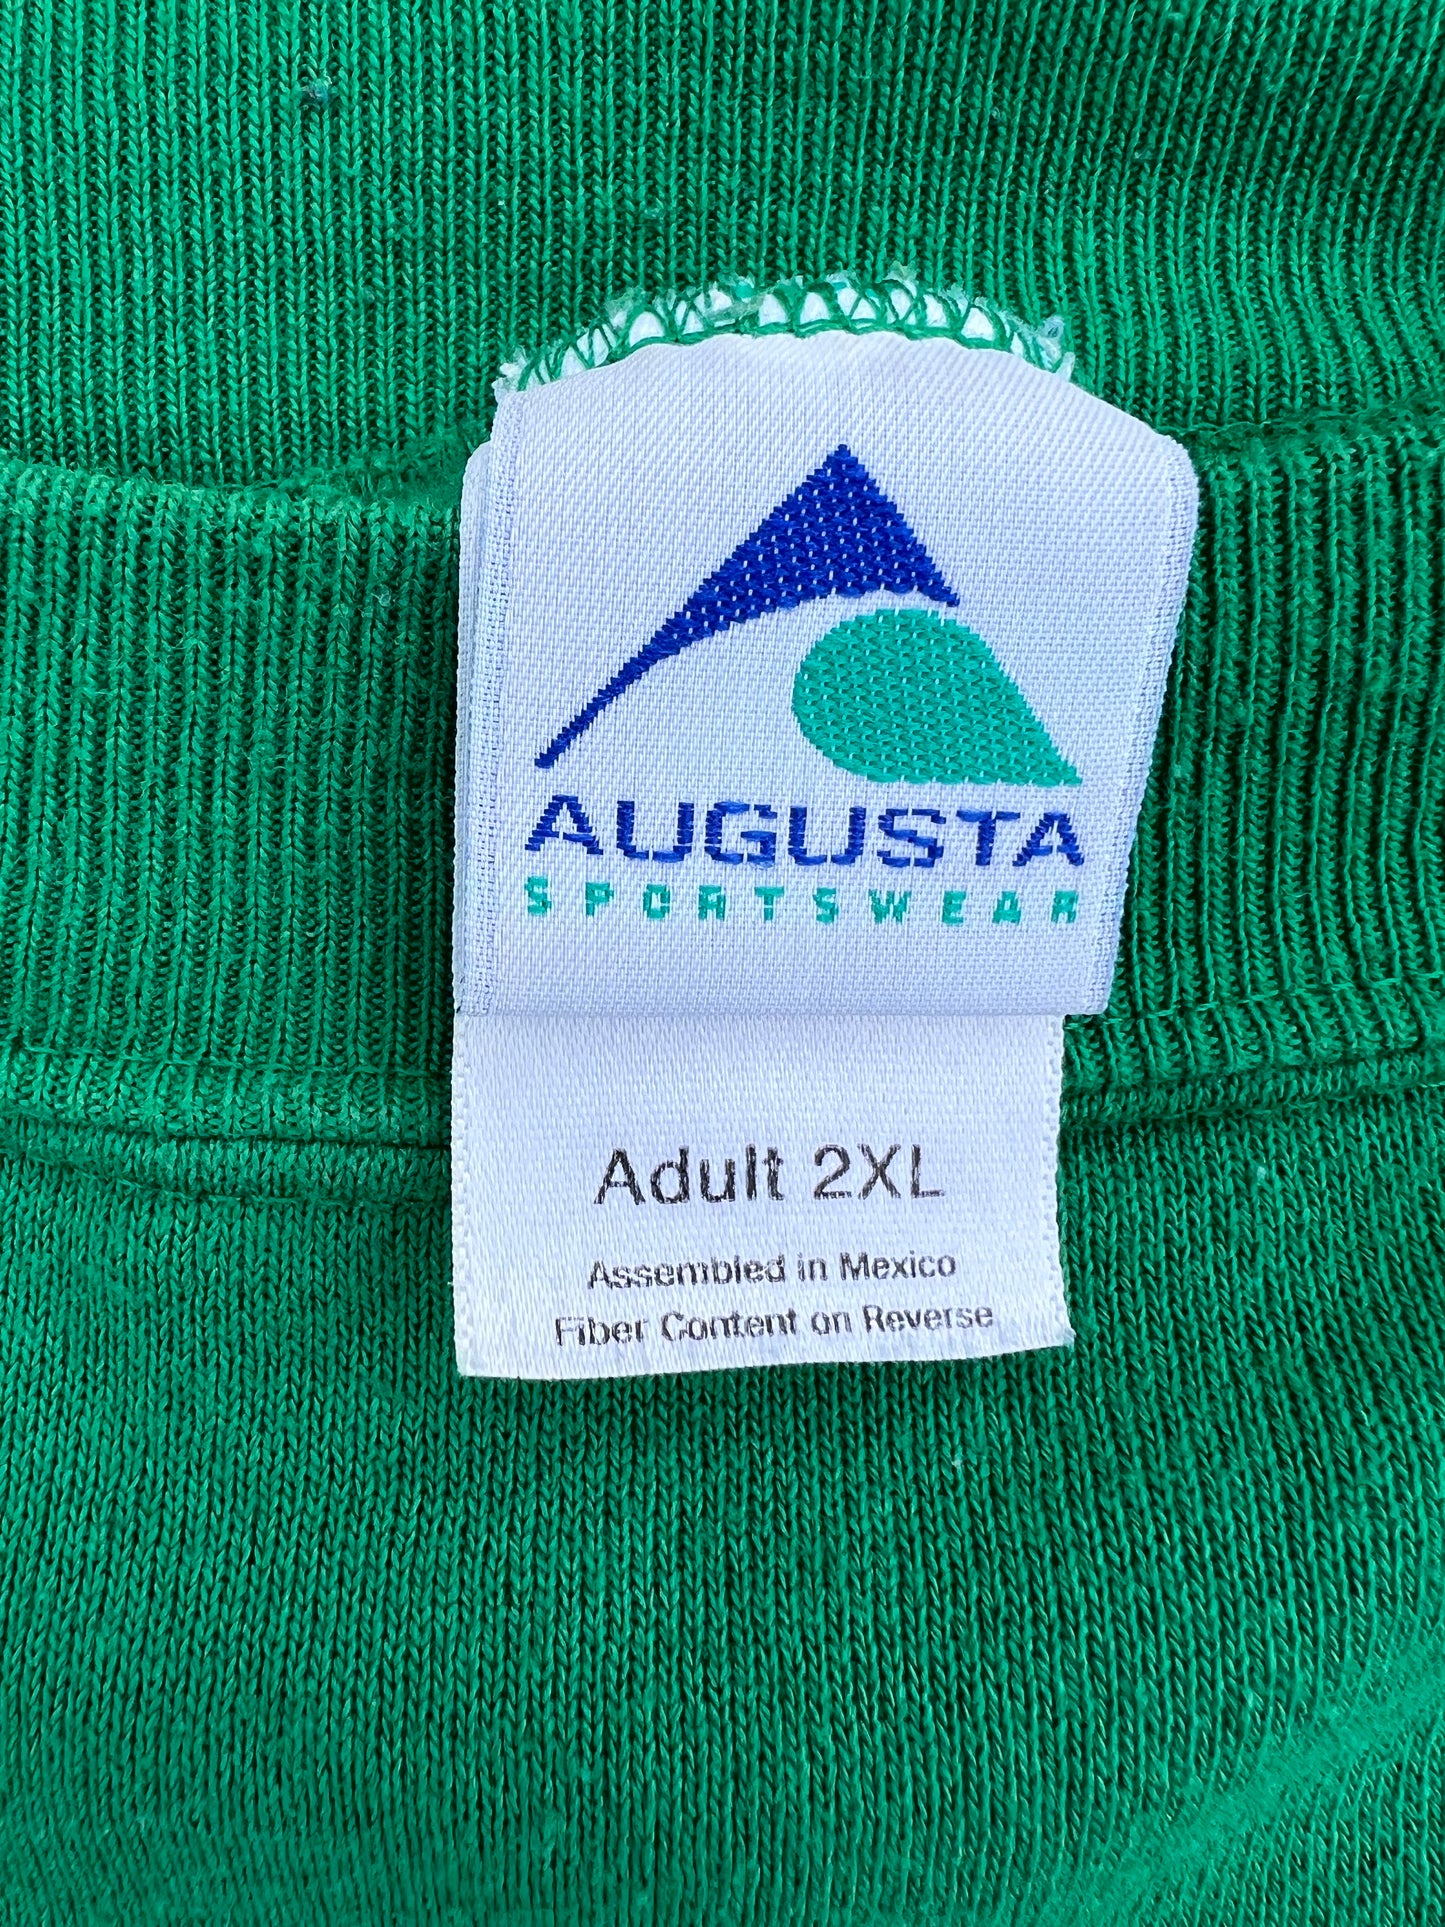 AUGUSTA
SPORTSWEAR
Adult 2XL
Assembled in Mexico
Fiber Content on Reverse